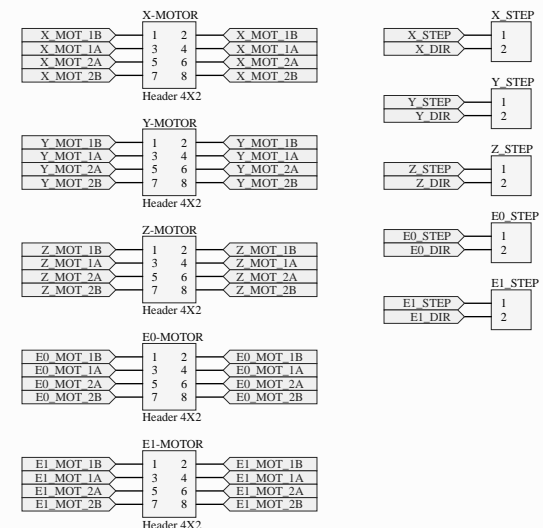 X-MOTOR
X_MOT_1B 1 2 X_MOT_1B
X_MOT_1A 3 4 X_MOT_1A
X_MOT_2A 5 6 X_MOT_2A
X_MOT_2B 7 8 X_MOT_2B
Header 4X2
Y-MOTOR
Y_MOT_1B 1 2 Y_MOT_1B
Y_MOT_1A 3 4 Y_MOT_1A
Y_MOT_2A 5 6 Y_MOT_2A
Y_MOT_2B 7 8 Y_MOT_2B
Header 4X2
Z-MOTOR
Z_MOT_1B 1 2 Z_MOT_1B
Z_MOT_1A 3 4 Z_MOT_1A
Z_MOT_2A 5 6 Z_MOT_2A
Z_MOT_2B 7 8 Z_MOT_2B
Header 4X2
E0-MOTOR
E0_MOT_1B 1 2 E0_MOT_1B
E0_MOT_1A 3 4 E0_MOT_1A
E0_MOT_2A 5 6 E0_MOT_2A
E0_MOT_2B 7 8 E0_MOT_2B
Header 4X2
E1-MOTOR
E1_MOT_1B 1 2 E1_MOT_1B
E1_MOT_1A 3 4 E1_MOT_1A
E1_MOT_2A 5 6 E1_MOT_2A
E1_MOT_2B 7 8 E1_MOT_2B
Header 4X2
X_STEP
X_STEP 1
X_DIR 2
Y_STEP
Y_STEP 1
Y_DIR 2
Z_STEP
Z_STEP 1
Z_DIR 2
E0_STEP
E0_STEP 1
E0_DIR 2
E1_STEP
E1_STEP 1
E1_DIR 2